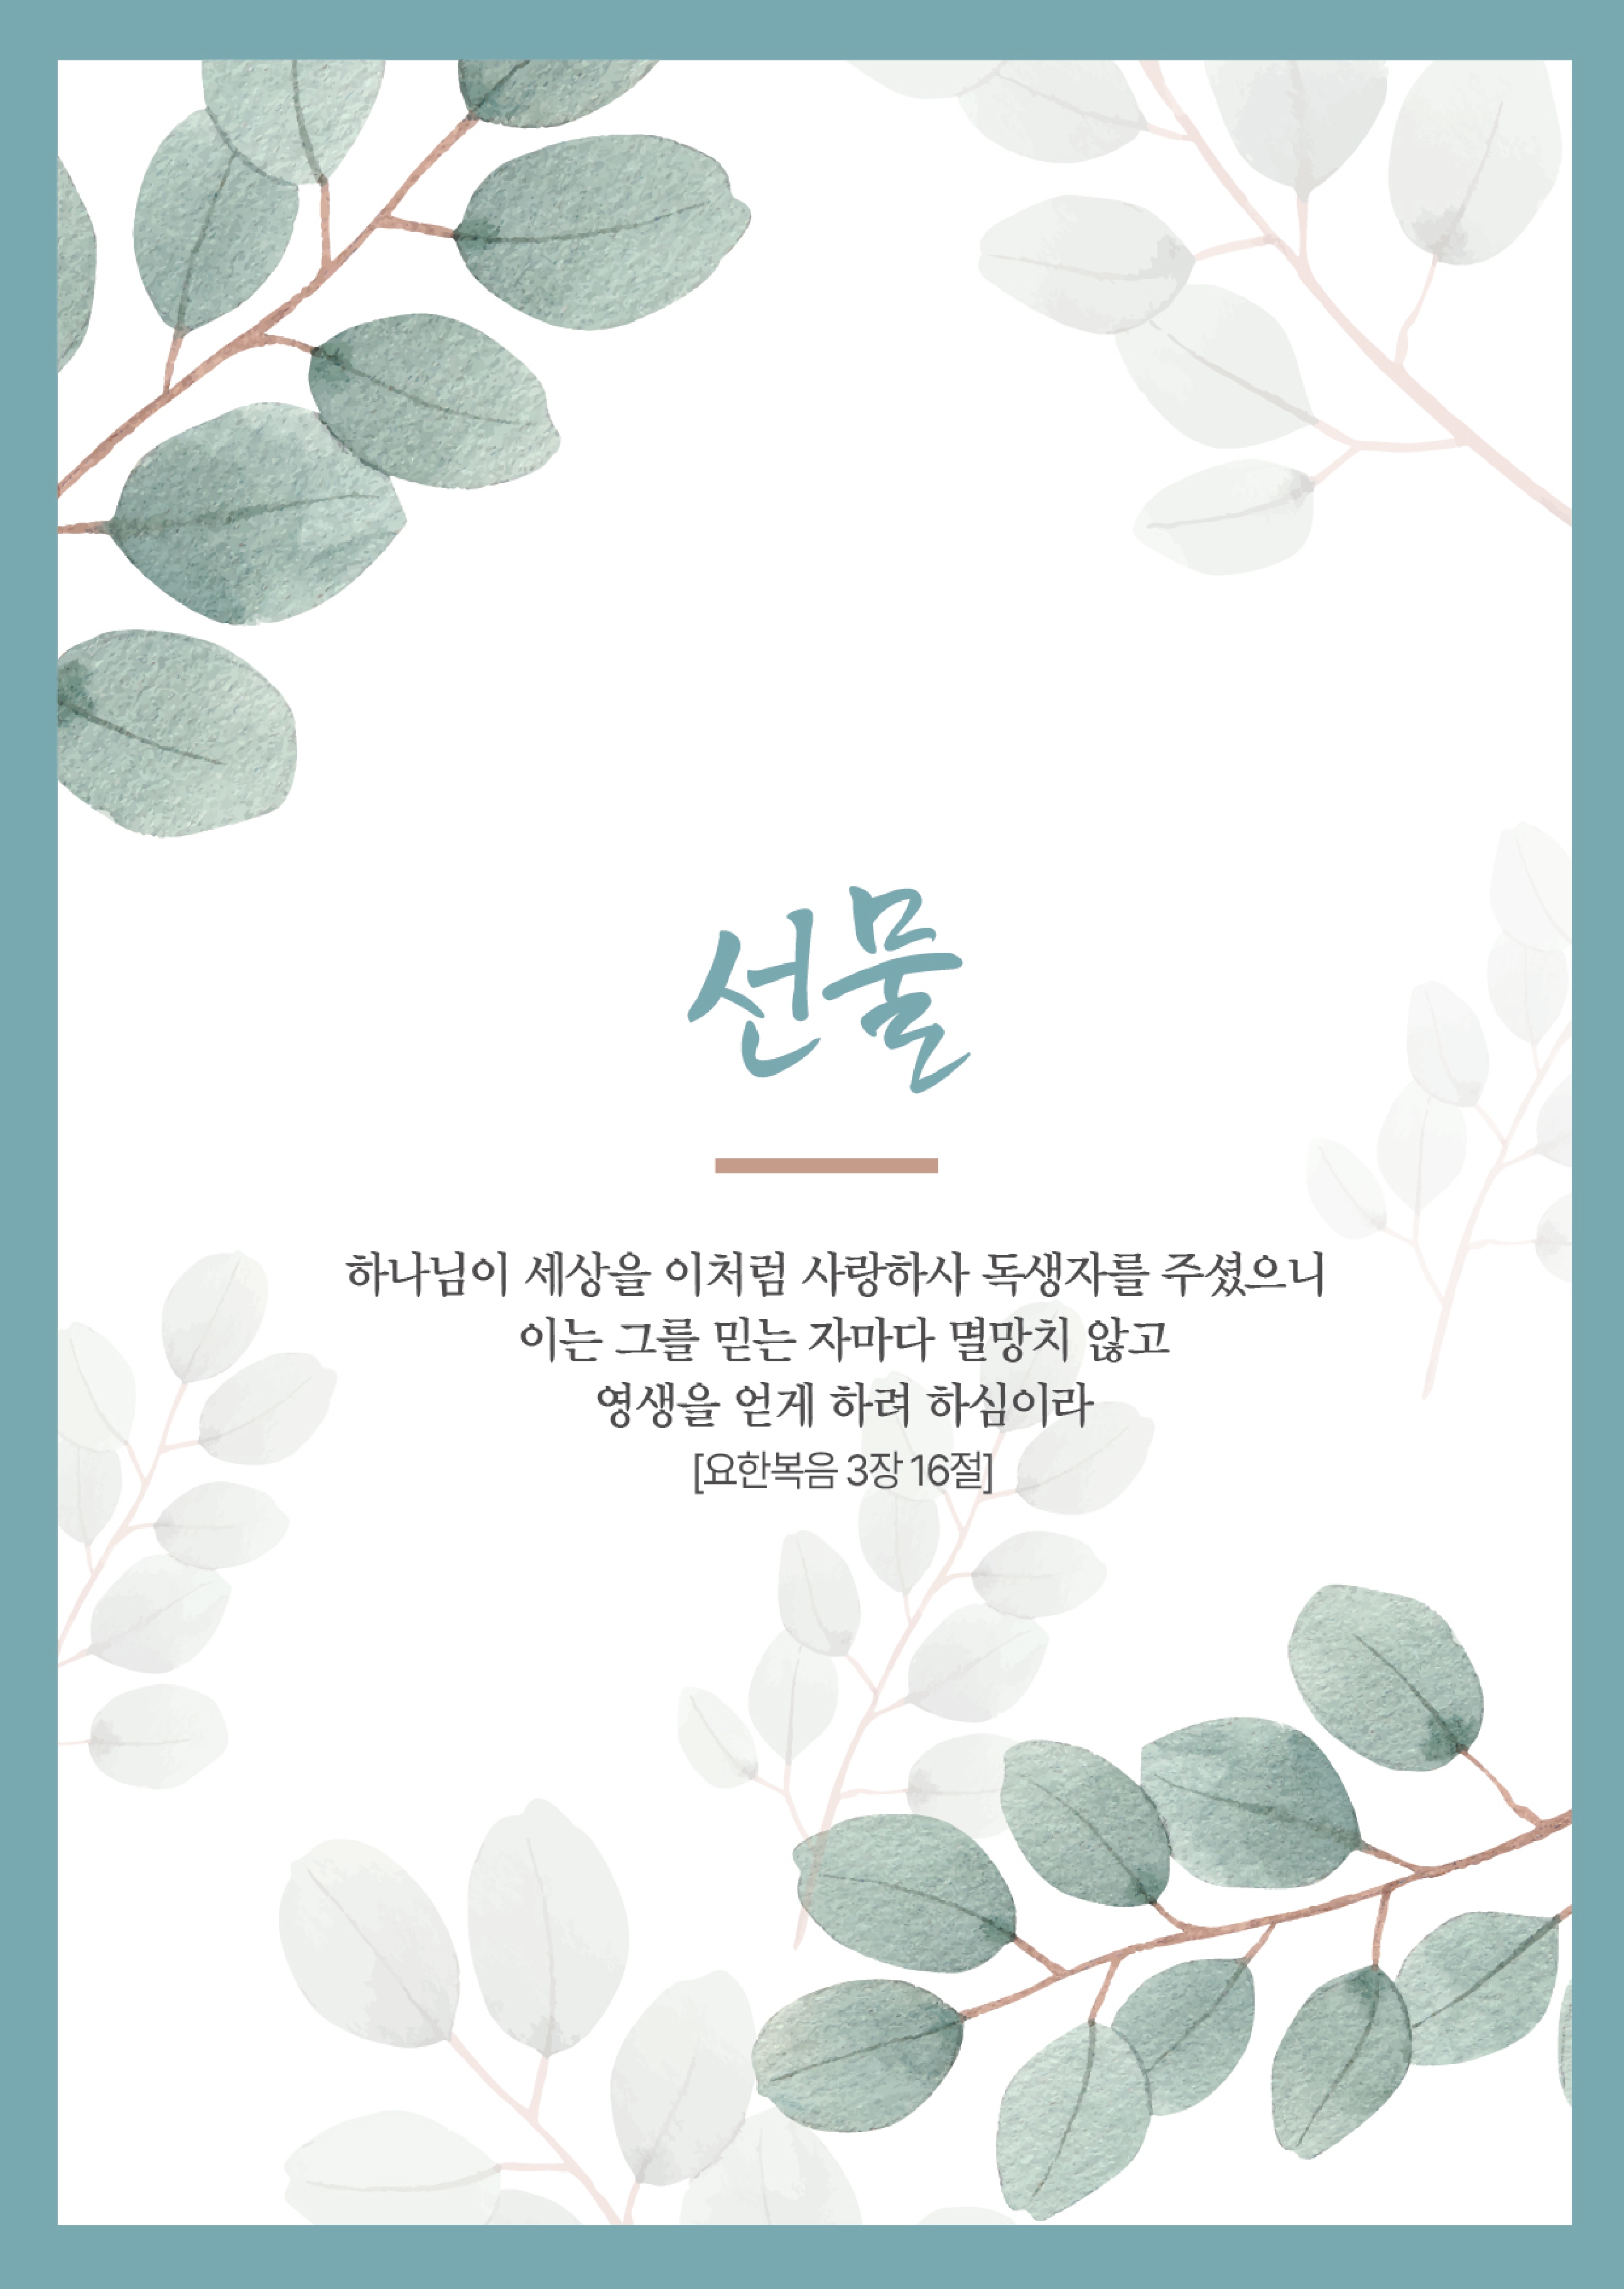 선물
하나님이 세상을 이처럼 사랑하사 독생자를 주셨으니
이는 그를 믿는 자마다 멸망치 않고
영생을 얻게 하려 하심이라
[요한복음 3장 16절]